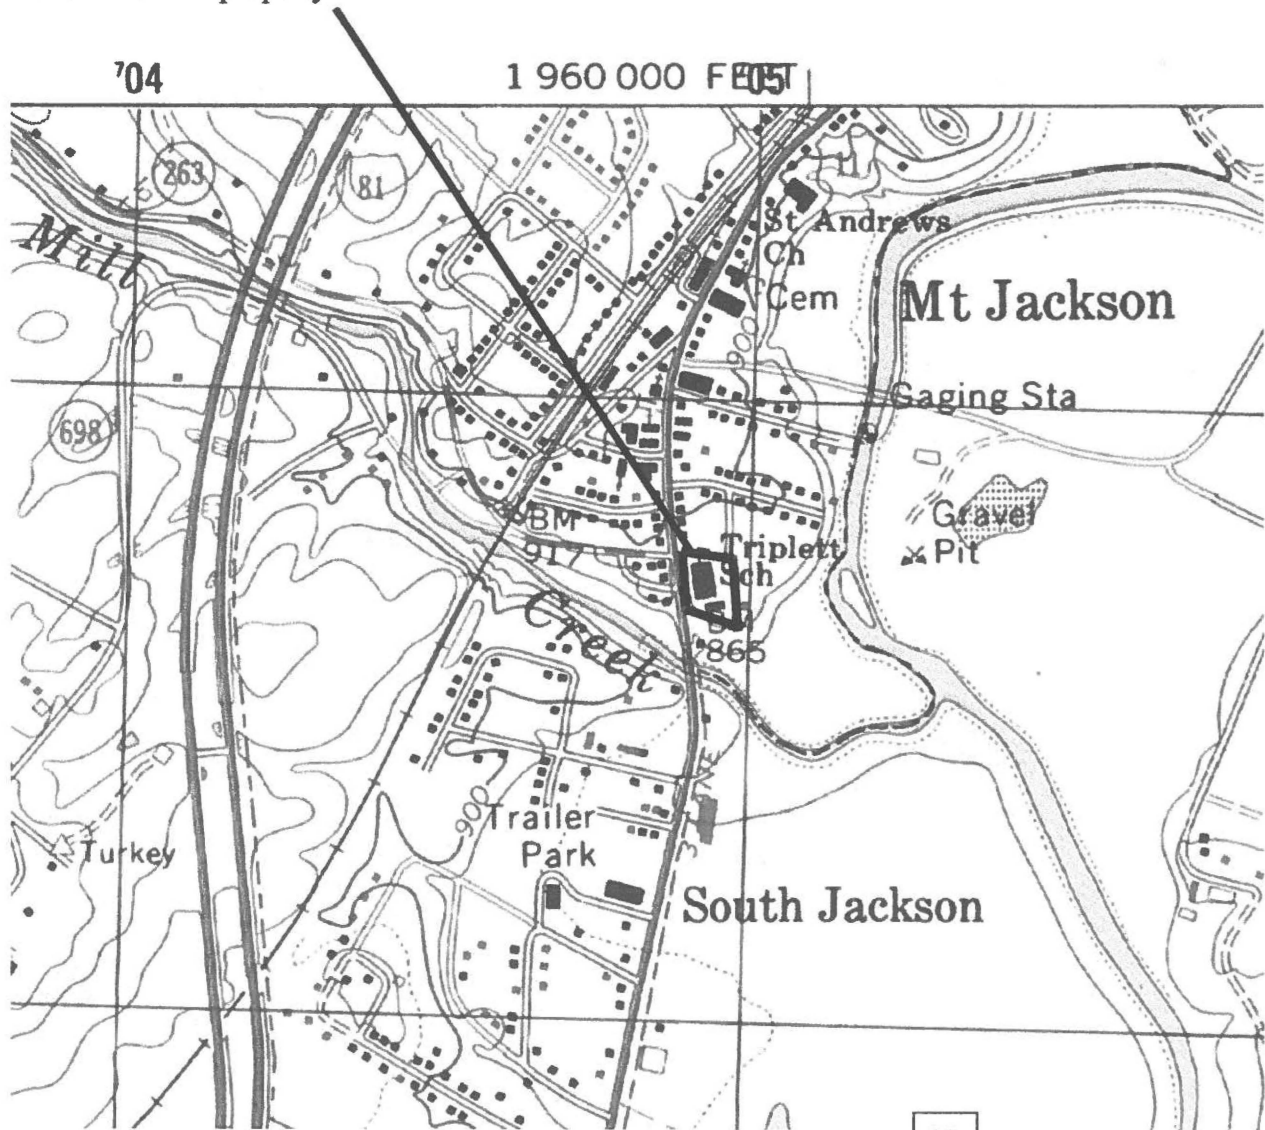 ⁷04
1 960 000 FEET
05
263
81
Mill
St Andrews
Ch
Cem
Mt Jackson
900
Gaging Sta
698
BM
917
Gravel
Pit
Triplett
Sch
Creek
865
900
Trailer
Park
Turkey
South Jackson